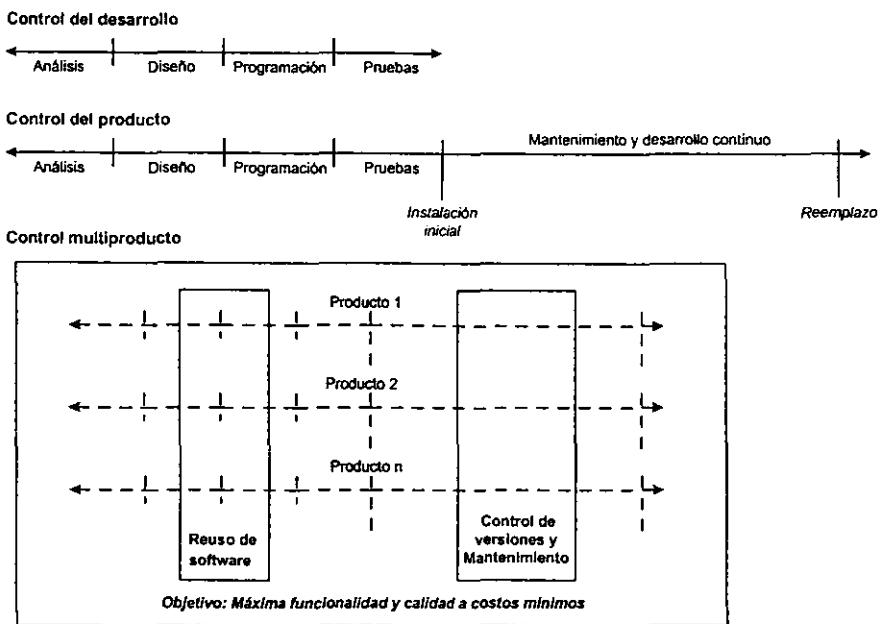 Control del desarrollo
Análisis Diseño Programación Pruebas
Control del producto
Mantenimiento y desarrollo contínuo
Análisis Diseño Programación Pruebas
Instalación
inicial
Reemplazo
Control multiproducto
Producto 1
Producto 2
Producto n
Reuso de
software
Control de
versiones y
Mantenimiento
Objetivo: Máxima funcionalidad y calidad a costos mínimos